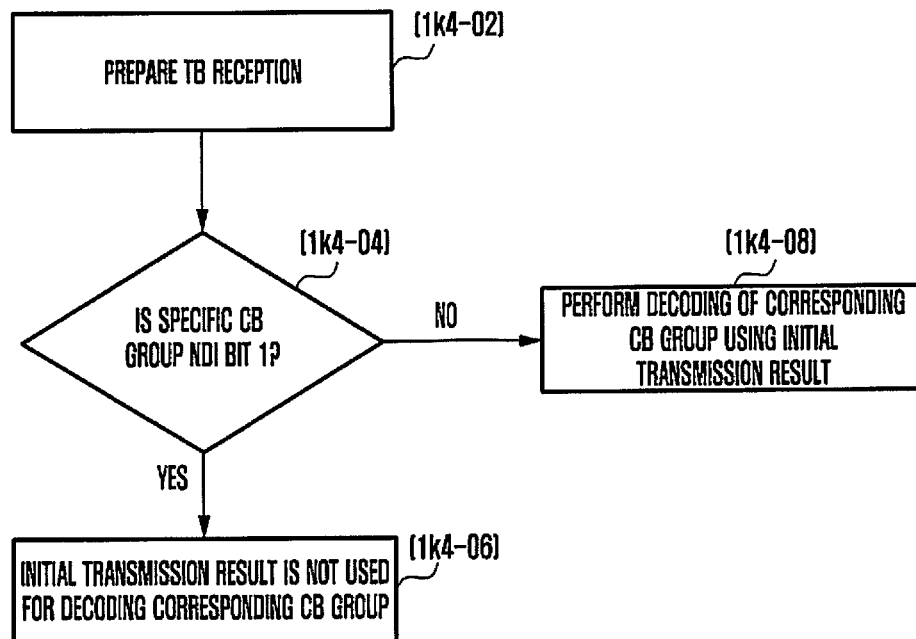 (1k4-02)
PREPARE TB RECEPTION
(1k4-04)
IS SPECIFIC CB
GROUP NDI BIT 1?
NO
(1k4-08)
PERFORM DECODING OF CORRESPONDING
CB GROUP USING INITIAL
TRANSMISSION RESULT
YES
(1k4-06)
INITIAL TRANSMISSION RESULT IS NOT USED
FOR DECODING CORRESPONDING CB GROUP